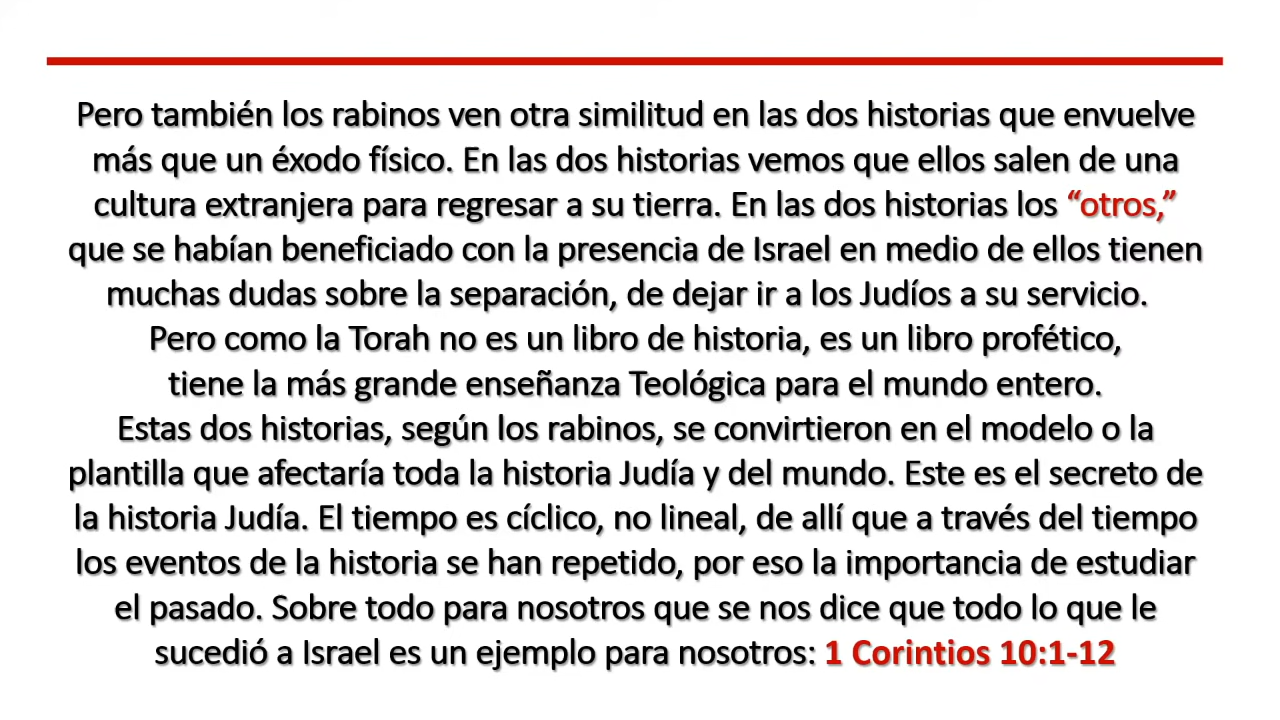 Pero también los rabinos ven otra similitud en las dos historias que envuelve
más que un éxodo físico. En las dos historias vemos que ellos salen de una
cultura extranjera para regresar a su tierra. En las dos historias los “otros,”
que se habían beneficiado con la presencia de Israel en medio de ellos tienen
muchas dudas sobre la separación, de dejar ir a los Judíos a su servicio.
Pero como la Torah no es un libro de historia, es un libro profético,
tiene la más grande enseñanza Teológica para el mundo entero.
Estas dos historias, según los rabinos, se convirtieron en el modelo o la
plantilla que afectaría toda la historia Judía y del mundo. Este es el secreto de
la historia Judía. El tiempo es cíclico, no lineal, de allí que a través del tiempo
los eventos de la historia se han repetido, por eso la importancia de estudiar
el pasado. Sobre todo para nosotros que se nos dice que todo lo que le
sucedió a Israel es un ejemplo para nosotros: 1 Corintios 10:1-12